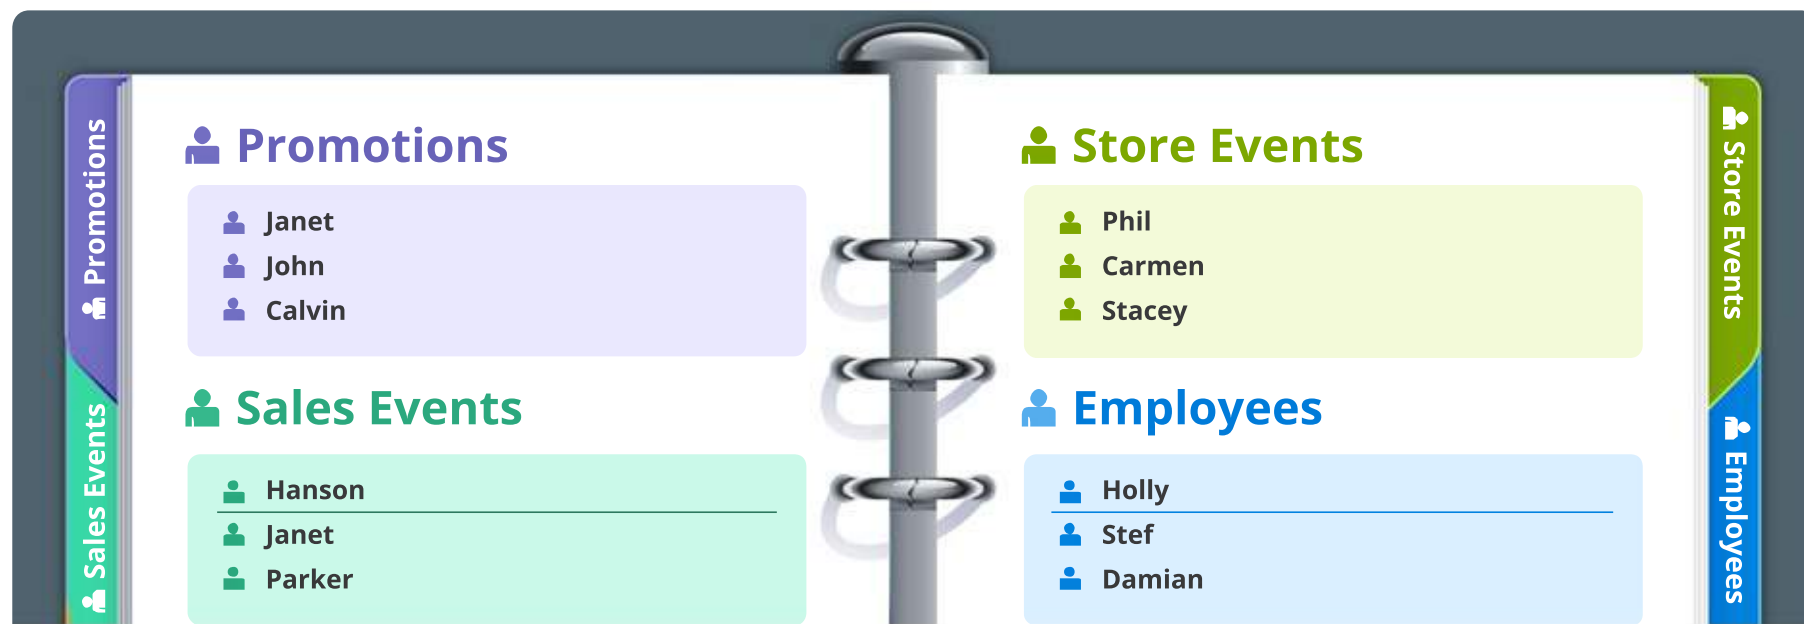 Promotions
Promotions
Janet
John
Calvin
Sales Events
Sales Events
Hanson
Janet
Parker
Store Events
Store Events
Phil
Carmen
Stacey
Employees
Employees
Holly
Stef
Damian